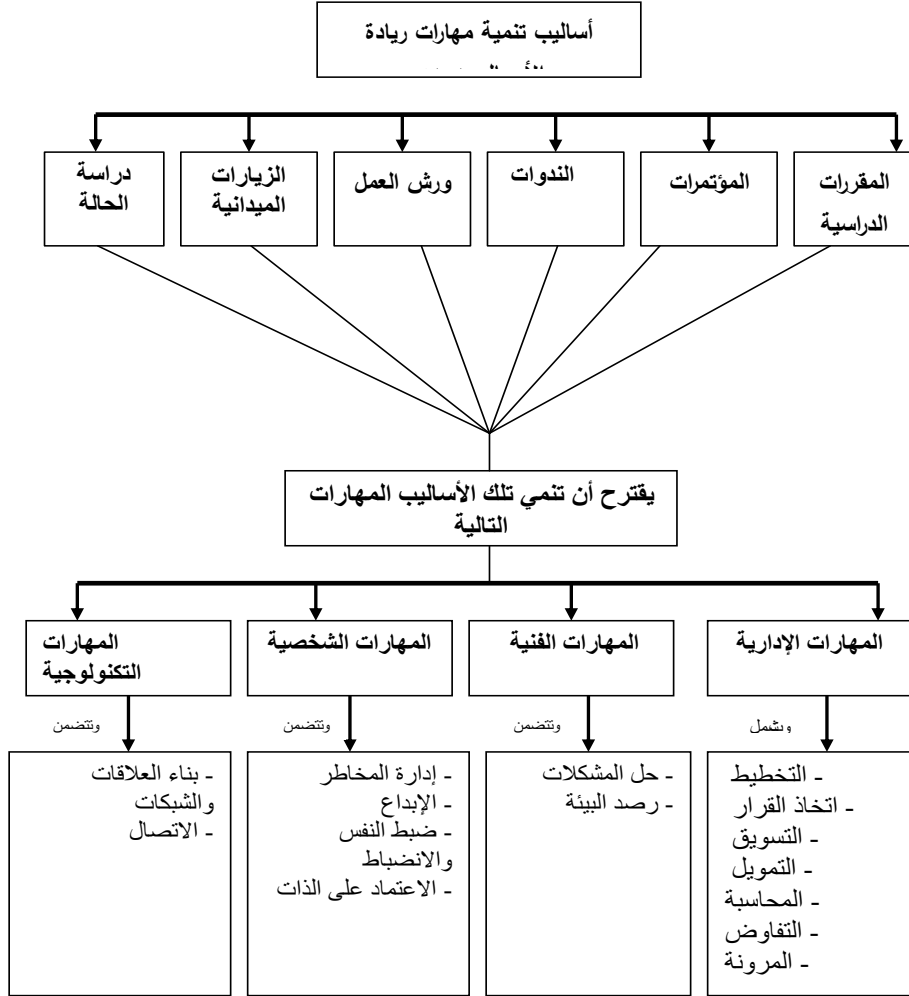 أساليب تنمية مهارات ريادة
المقررات
الدراسية
المؤتمرات
الندوات
ورش العمل
الزيارات
الميدانية
دراسة
الحالة
يقترح أن تنمي تلك الأساليب المهارات
التالية
المهارات الإدارية
المهارات الفنية
المهارات الشخصية
المهارات
التكنولوجية
وتشمل
وتتضمن
وتتضمن
وتتضمن
- التخطيط
- اتخاذ القرار
- التسويق
- التمويل
- المحاسبة
- التفاوض
- المرونة
- حل المشكلات
- رصد البيئة
- إدارة المخاطر
- الإبداع
- ضبط النفس
والانضباط
- الاعتماد على الذات
- بناء العلاقات
والشبكات
- الاتصال